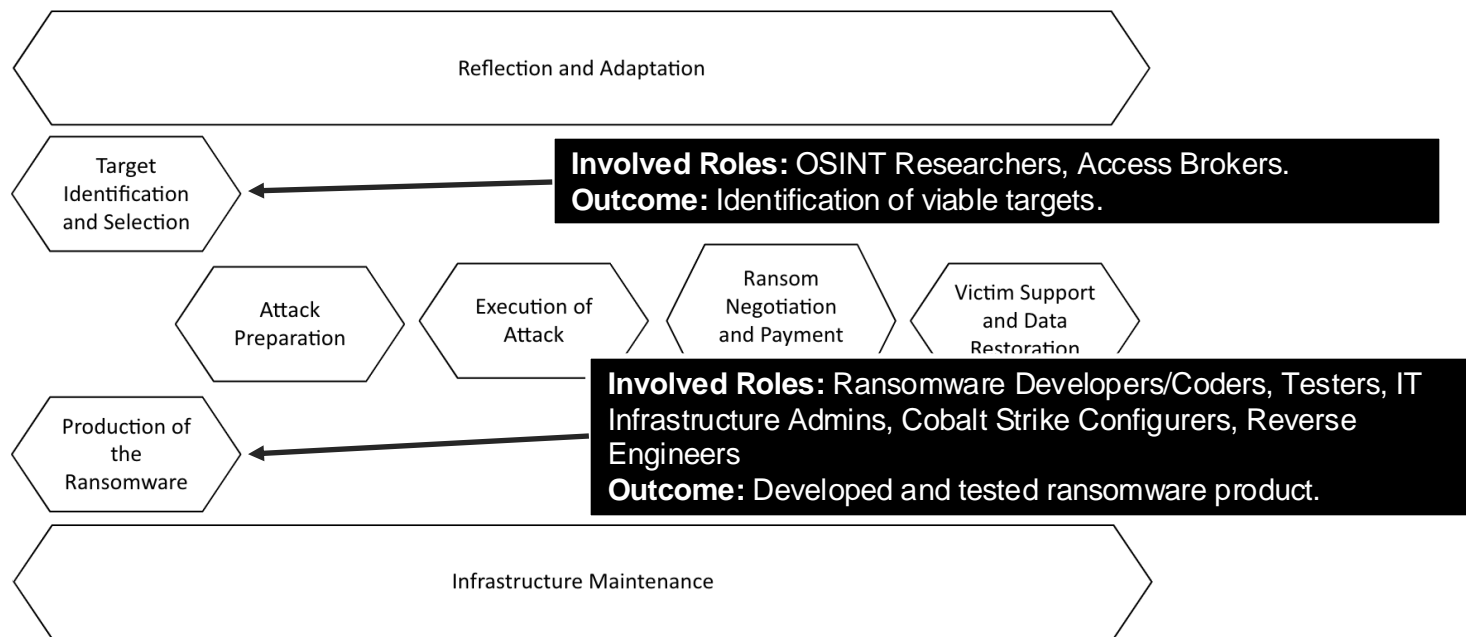 Reflection and Adaptation
Target
Identification
and Selection
Involved Roles: OSINT Researchers, Access Brokers.
Outcome: Identification of viable targets.
Attack
Preparation
Execution of
Attack
Ransom
Negotiation
and Payment
Victim Support
and Data
Restoration
Production of
the
Ransomware
Involved Roles: Ransomware Developers/Coders, Testers, IT
Infrastructure Admins, Cobalt Strike Configurers, Reverse
Engineers
Outcome: Developed and tested ransomware product.
Infrastructure Maintenance